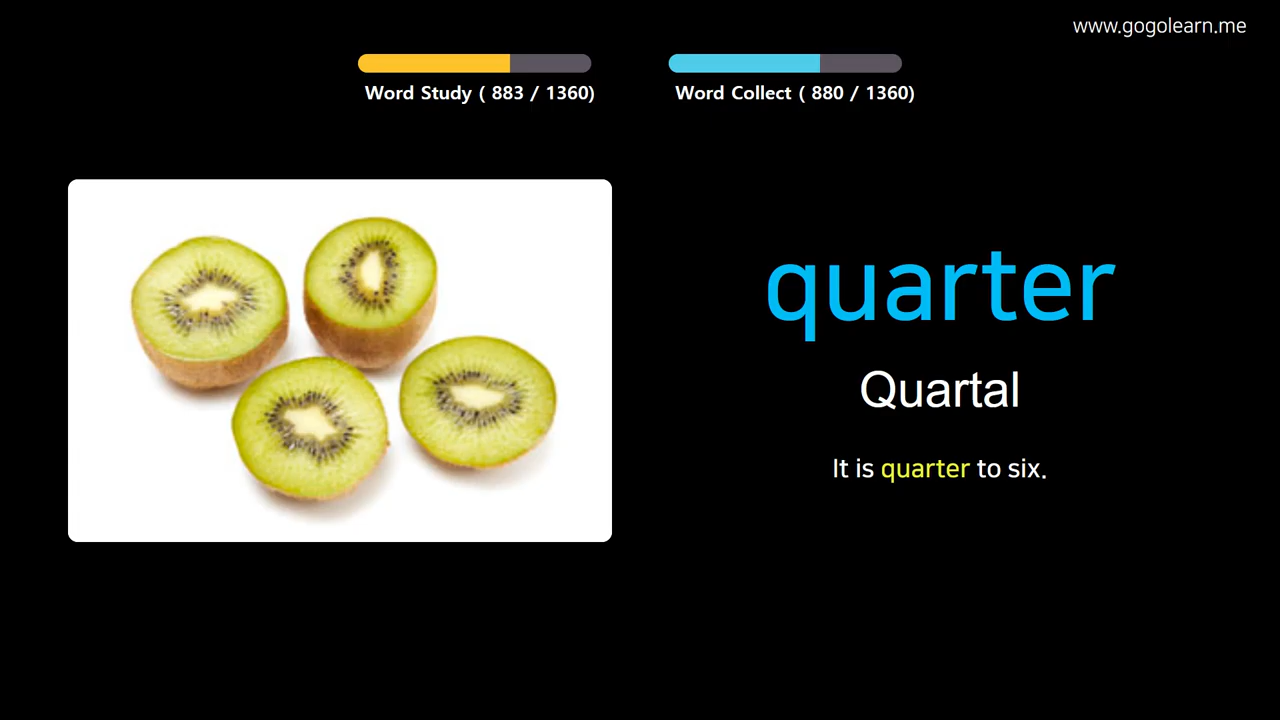 www.gogolearn.me
Word Study ( 883 / 1360)
Word Collect ( 880 / 1360)
quarter
Quartal
It is quarter to six.